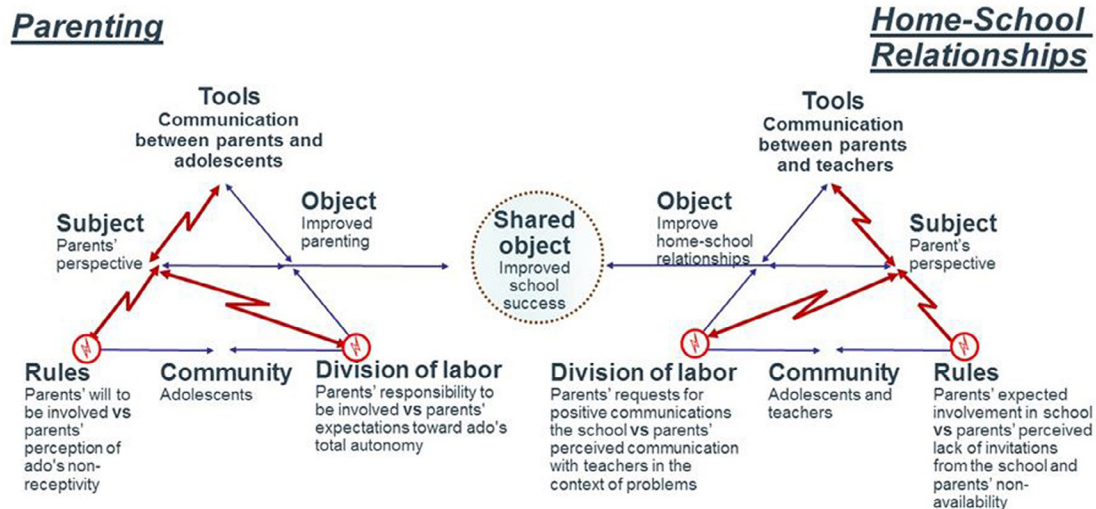 Parenting
Home-School
Relationships
Tools
Communication
between parents and
adolescents
Subject
Parents'
perspective
Object
Improved
parenting
Rules
Parents' will to
be involved vs
parents'
perception of
ado's non-
receptivity
Community
Adolescents
Division of labor
Parents' responsibility to
be involved vs parents'
expectations toward ado's
total autonomy
Shared
object
Improved
school
success
Tools
Communication
between parents
and teachers
Object
Improve
home-school
relationships
Subject
Parent's
perspective
Division of labor
Parents' requests for
positive communications
the school vs parents'
perceived communication
with teachers in the
context of problems
Community
Adolescents and
teachers
Rules
Parents' expected
involvement in school
vs parents' perceived
lack of invitations
from the school and
parents' non-
availability